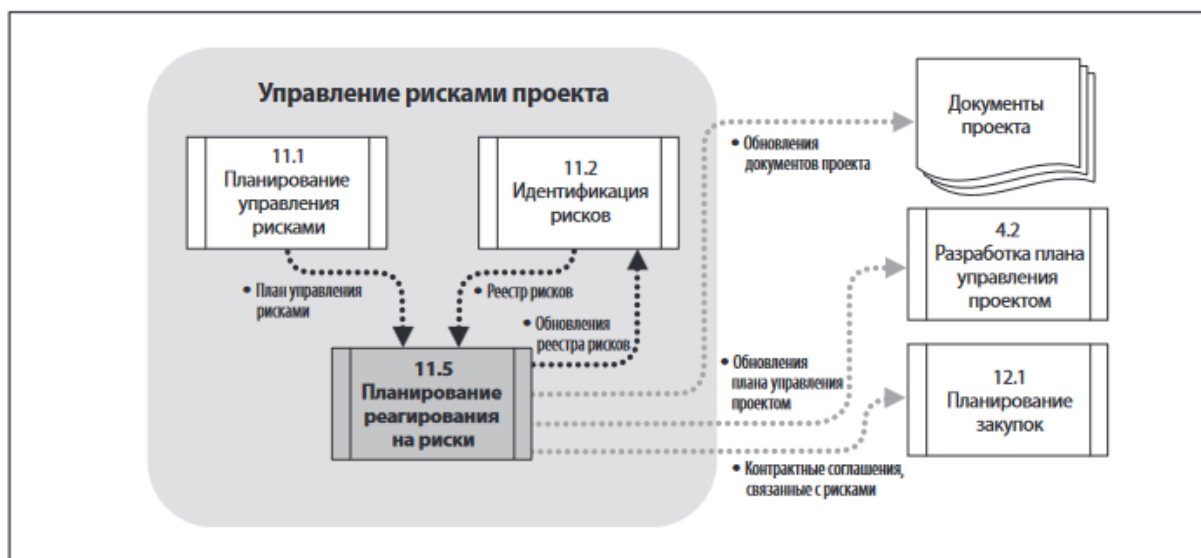 Управление рисками проекта
11.1
Планирование
управления
рисками
11.2
Идентификация
рисков
• План управления
рисками
• Реестр рисков
• Обновления
реестра рисков
11.5
Планирование
реагирования
на риски
• Обновления
документов проекта
• Обновления
плана управления
проектом
• Контрактные соглашения,
связанные с рисками
Документы
проекта
4.2
Разработка плана
управления
проектом
12.1
Планирование
закупок